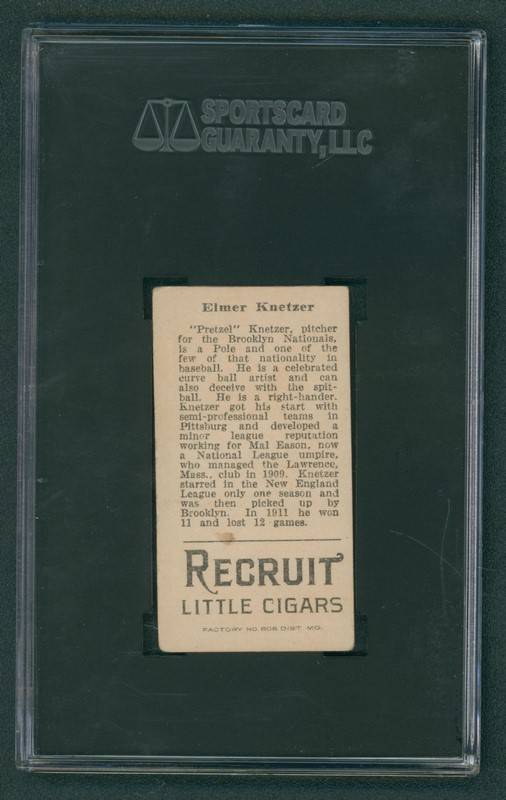 SPORTSCARD
GUARANTY, LLC
Elmer Knetzer
"Pretzel" Knetzer, pitcher
for the Brooklyn Nationals,
is a Pole and one of the
few of that nationality in
baseball. He is a celebrated
curve ball artist and can
also deceive with the spit-
ball. He is a right-hander.
Knetzer got his start with
semi-professional teams in
Pittsburg and developed a
minor league reputation
working for Mal Eason, now
a National League umpire,
who managed the Lawrence,
Mass., club in 1909. Knetzer
starred in the New England
League only one season and
was then picked up by
Brooklyn. In 1911 he won
11 and lost 12 games.
RECRUIT
LITTLE CIGARS
FACTORY NO. 606 DIST. MD.